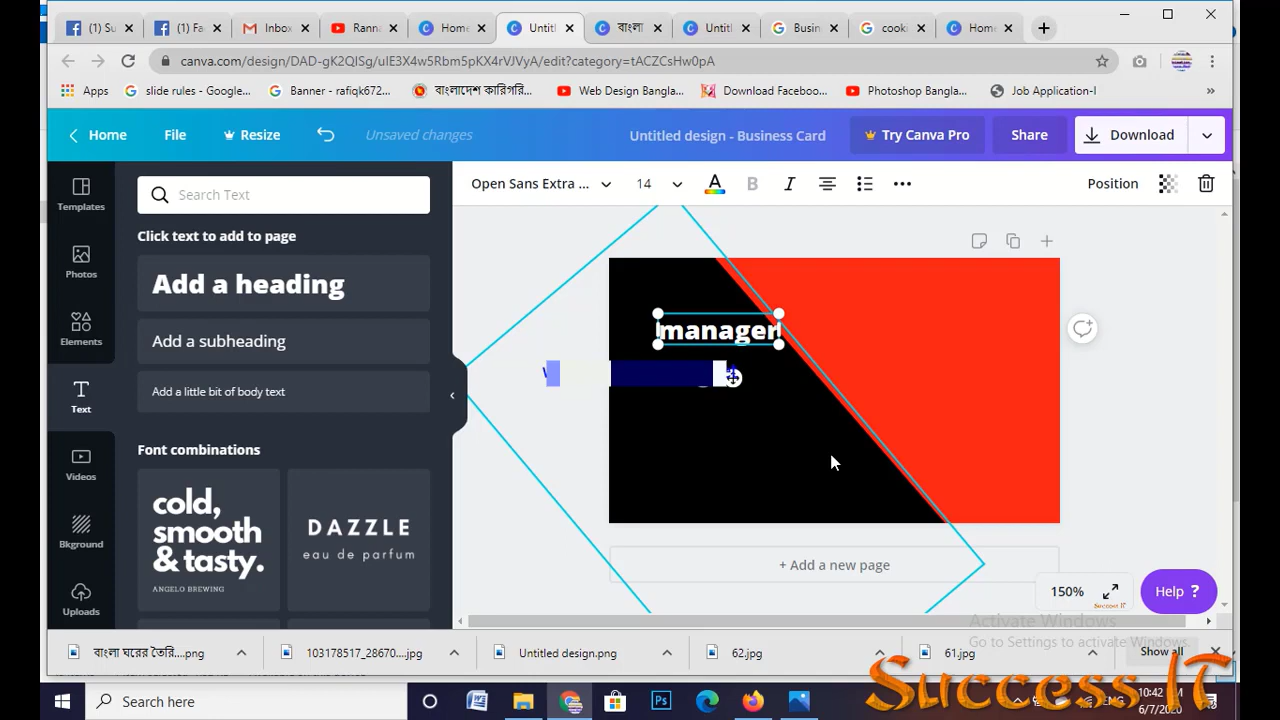 (1) Su
(1) Fa
Inbo
Ranna
Home
Untitl
বাংলা
Untitl
Busin
cooki
Home
canva.com/design/DAD-gK2QISg/uIE3X4w5Rbm5pKX4rVJVyA/edit?category=tACZCsHw0pA
Apps
slide rules - Google...
Banner - rafiqk672...
বাংলাদেশ কারিগরি...
Web Design Bangla...
Download Faceboo...
Photoshop Bangla...
Job Application-I
»
Home
File
Resize
Unsaved changes
Untitled design - Business Card
Try Canva Pro
Share
Download
Templates
Photos
Elements
Text
Videos
Bkground
Uploads
Search Text
Click text to add to page
Add a heading
Add a subheading
Add a little bit of body text
Font combinations
cold,
smooth
& tasty.
ANGELO BREWING
DAZZLE
eau de parfum
Open Sans Extra ...
14
A
B
I
Position
manager
+ Add a new page
150%
Success IT
Help ?
Activate Windows
Go to Settings to activate Windows.
বাংলা ঘরের তৈরি....png
103178517_28670...jpg
Untitled design.png
62.jpg
61.jpg
Show all
Success IT
Search here
ENG
10:42
6/7/2020